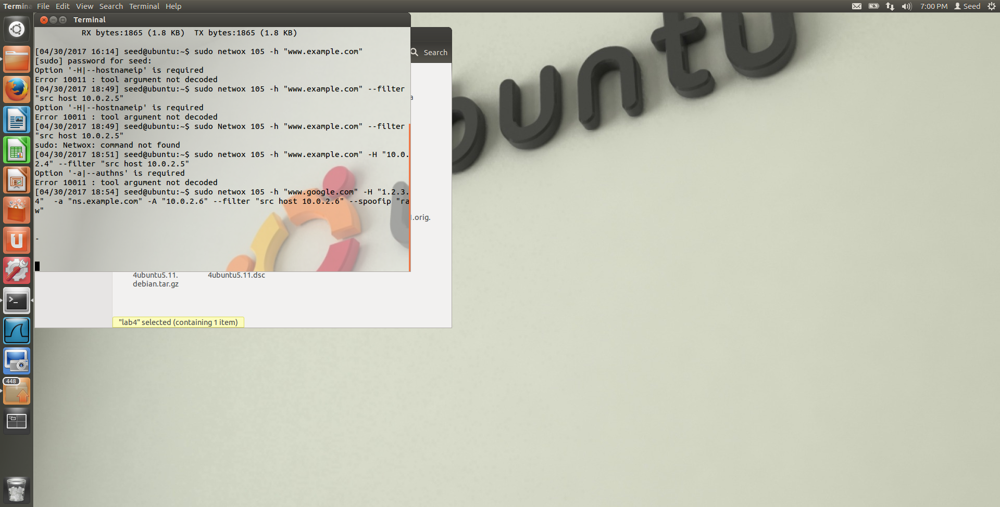 Termina File Edit View Search Terminal Help
7:00 PM Seed
Terminal
RX bytes:1865 (1.8 KB)  TX bytes:1865 (1.8 KB)
[04/30/2017 16:14] seed@ubuntu:~$ sudo netwox 105 -h "www.example.com"
[sudo] password for seed:
Option '-H|--hostnameip' is required
Error 10011 : tool argument not decoded
[04/30/2017 18:49] seed@ubuntu:~$ sudo netwox 105 -h "www.example.com" --filter
"src host 10.0.2.5"
Option '-H|--hostnameip' is required
Error 10011 : tool argument not decoded
[04/30/2017 18:49] seed@ubuntu:~$ sudo Netwox 105 -h "www.example.com" --filter
"src host 10.0.2.5"
sudo: Netwox: command not found
[04/30/2017 18:51] seed@ubuntu:~$ sudo netwox 105 -h "www.example.com" -H "10.0.
2.4" --filter "src host 10.0.2.5"
Option '-a|--authns' is required
Error 10011 : tool argument not decoded
[04/30/2017 18:54] seed@ubuntu:~$ sudo netwox 105 -h "www.google.com" -H "1.2.3.
4"  -a "ns.example.com" -A "10.0.2.6" --filter "src host 10.0.2.6" --spoofip "ra
w"
-
Search
a
.orig.
4ubuntu5.11.
debian.tar.gz
4ubuntu5.11.dsc
"lab4" selected (containing 1 item)
448
ubuntu